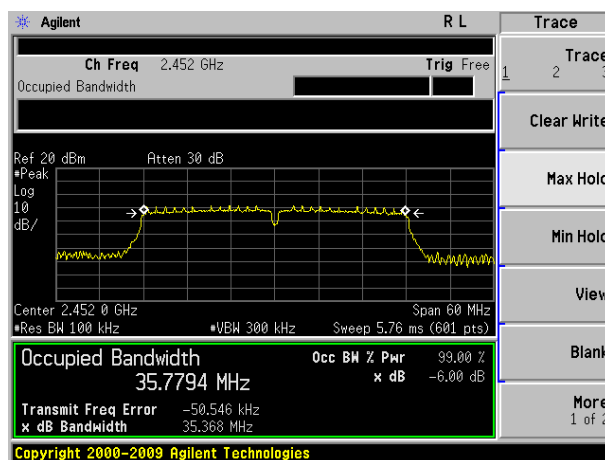 Agilent R L Trace
Ch Freq 2.452 GHz Trig Free
Occupied Bandwidth
Trace
1 2 3
Clear Write
Max Hold
Min Hold
View
Blank
More
1 of 2
Ref 20 dBm Atten 30 dB
#Peak
Log
10
dB/
Center 2.452 0 GHz Span 60 MHz
#Res BW 100 kHz #VBW 300 kHz Sweep 5.76 ms (601 pts)
Occupied Bandwidth Occ BW % Pwr 99.00 %
35.7794 MHz x dB -6.00 dB
Transmit Freq Error -50.546 kHz
x dB Bandwidth 35.368 MHz
Copyright 2000-2009 Agilent Technologies